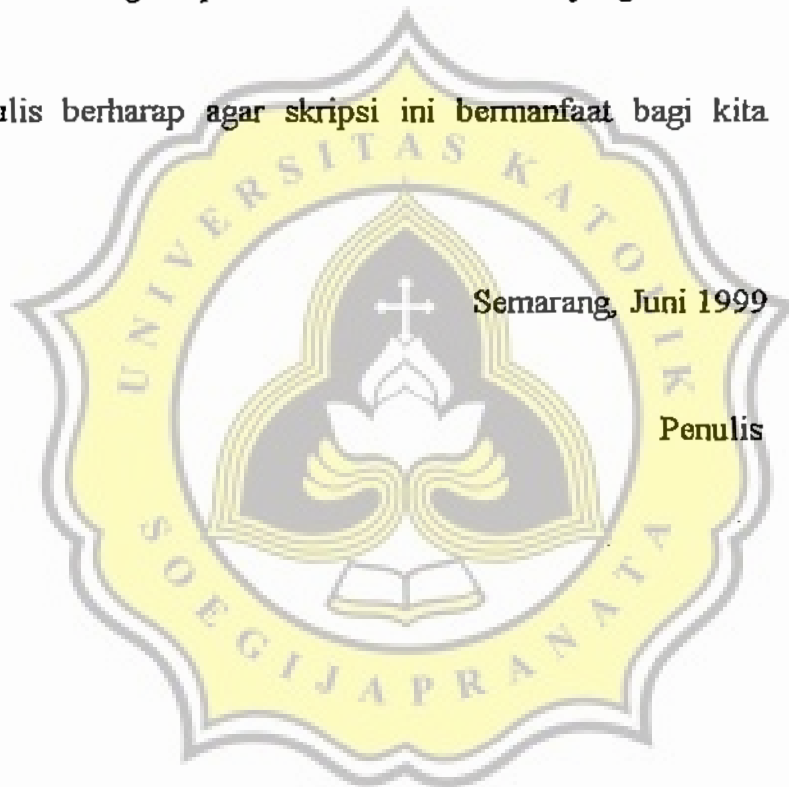 berharap agar skripsi ini bermanfaat bagi kita
UNIVERSITAS KATOLIK
Semarang, Juni 1999
Penulis
SOEGIJAPRANATA